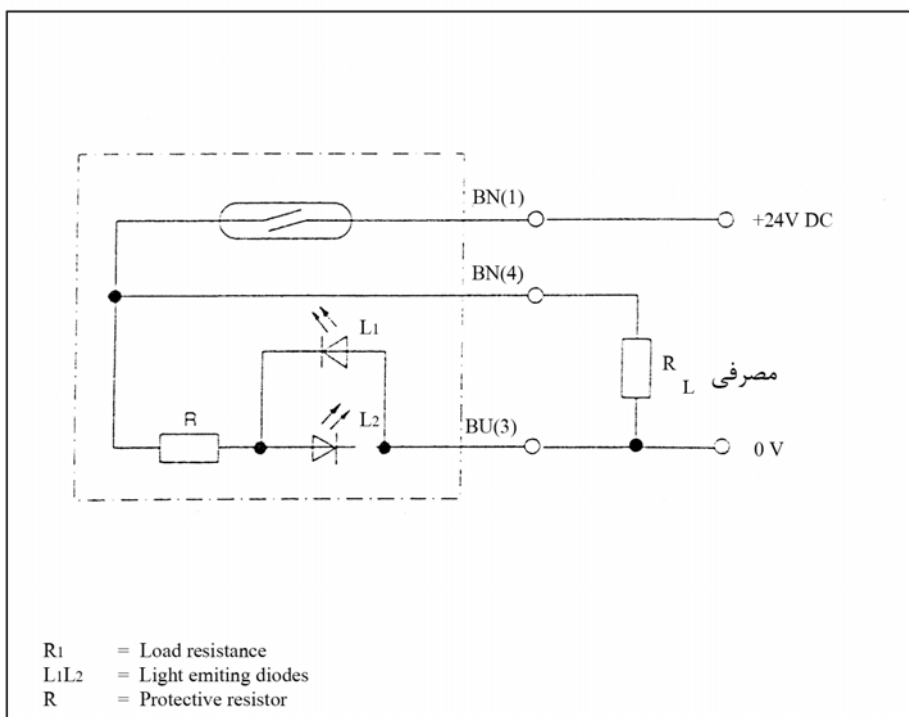 BN(1)
+24V DC
BN(4)
L1
R
L مصرفی
R
L2
BU(3)
0 V
R1 = Load resistance
L1L2 = Light emiting diodes
R = Protective resistor